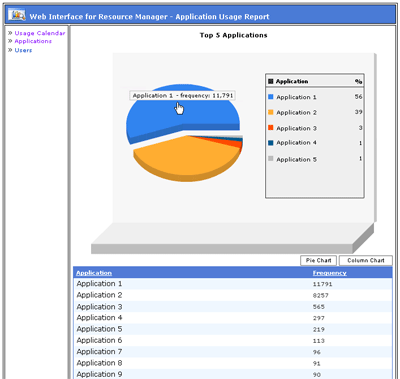 Web Interface for Resource Manager - Application Usage Report
» Usage Calendar
» Applications
» Users
Top 5 Applications
Application 1 - frequency: 11,791
Application %
Application 1 56
Application 2 39
Application 3 3
Application 4 1
Application 5 1
Pie Chart Column Chart
Application Frequency
Application 1 11791
Application 2 8257
Application 3 565
Application 4 297
Application 5 219
Application 6 113
Application 7 96
Application 8 91
Application 9 90